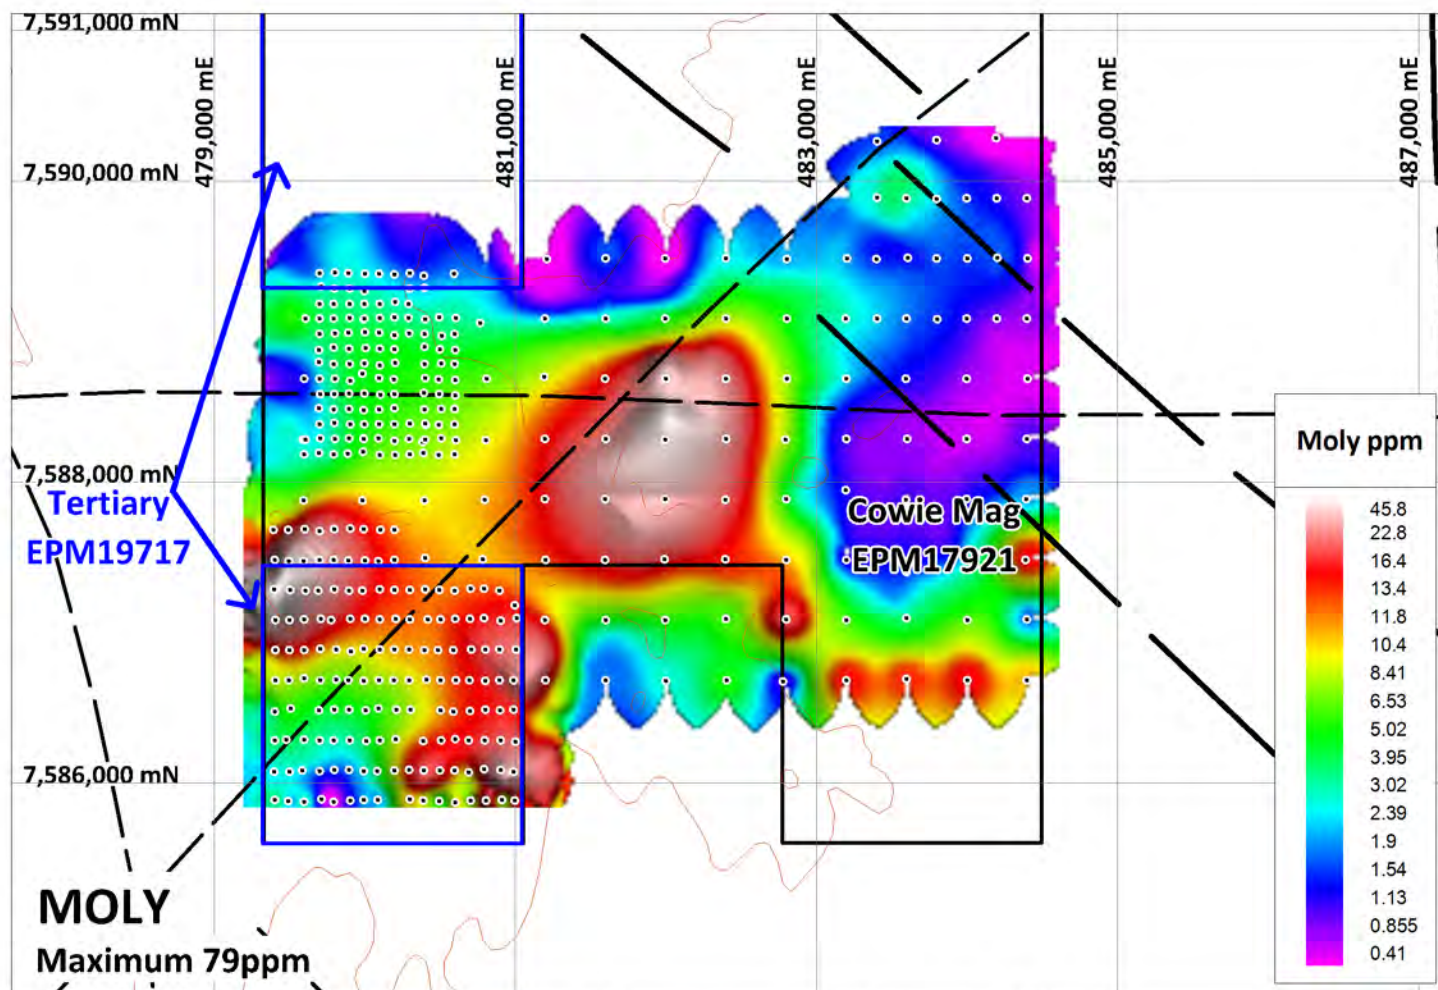 7,591,000 mN
479,000 mE
481,000 mE
483,000 mE
485,000 mE
487,000 mE
7,590,000 mN
7,588,000 mN
Tertiary
EPM19717
Cowie Mag
EPM17921
7,586,000 mN
MOLY
Maximum 79ppm
Moly ppm
45.8
22.8
16.4
13.4
11.8
10.4
8.41
6.53
5.02
3.95
3.02
2.39
1.9
1.54
1.13
0.855
0.41